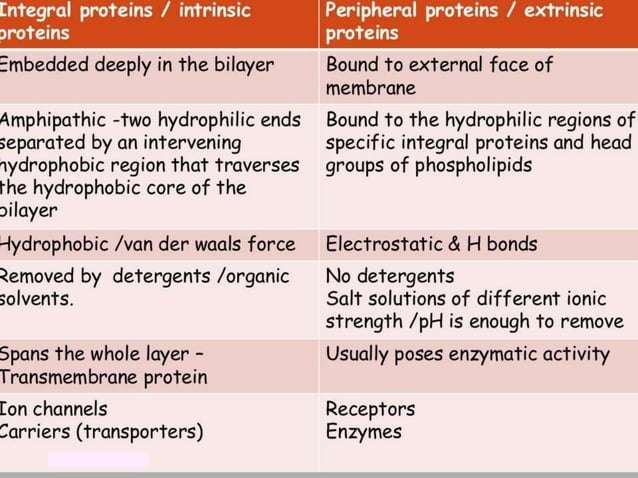 Integral proteins / intrinsic
proteins
Peripheral proteins / extrinsic
proteins
Embedded deeply in the bilayer
Bound to external face of
membrane
Amphipathic -two hydrophilic ends
separated by an intervening
hydrophobic region that traverses
the hydrophobic core of the
bilayer
Bound to the hydrophilic regions of
specific integral proteins and head
groups of phospholipids
Hydrophobic /van der waals force
Electrostatic & H bonds
Removed by detergents /organic
solvents.
No detergents
Salt solutions of different ionic
strength /pH is enough to remove
Spans the whole layer –
Transmembrane protein
Usually poses enzymatic activity
Ion channels
Carriers (transporters)
Receptors
Enzymes